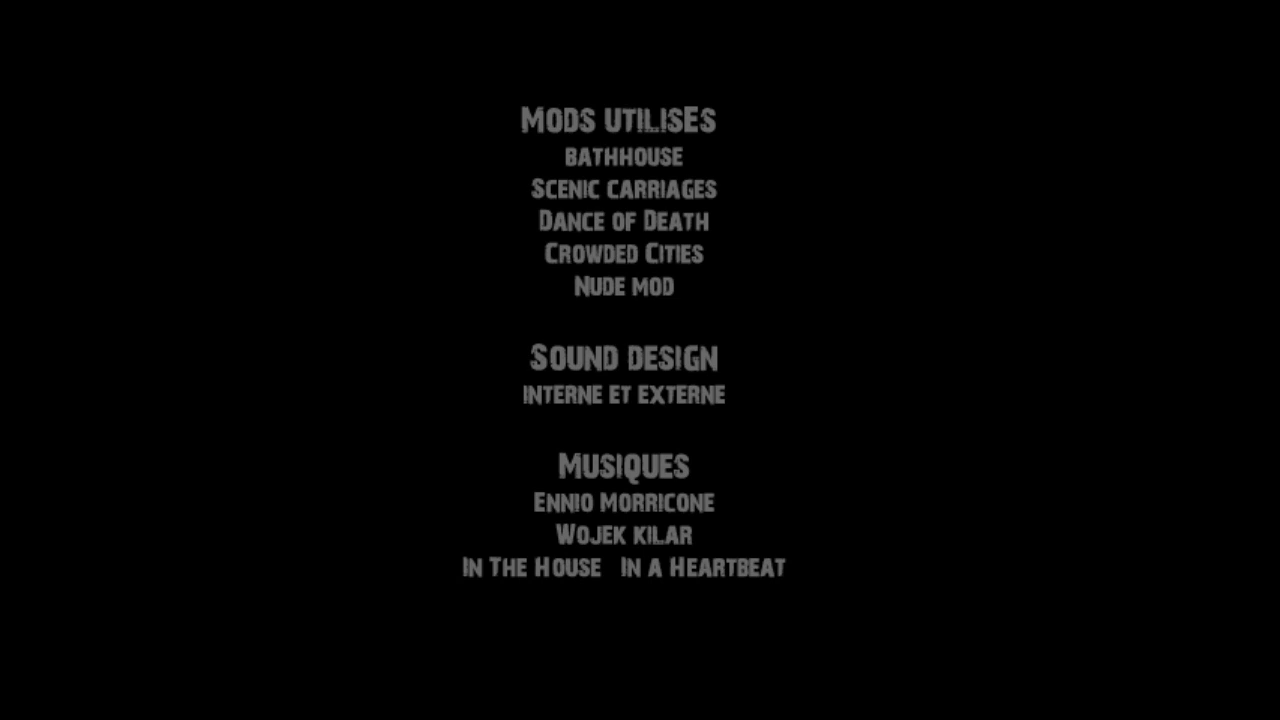 Mods utilisEs
bathhouse
Scenic carriages
Dance of Death
Crowded Cities
Nude mod
Sound design
interne et externe
Musiques
Ennio Morricone
Wojek kilar
In The House In a Heartbeat